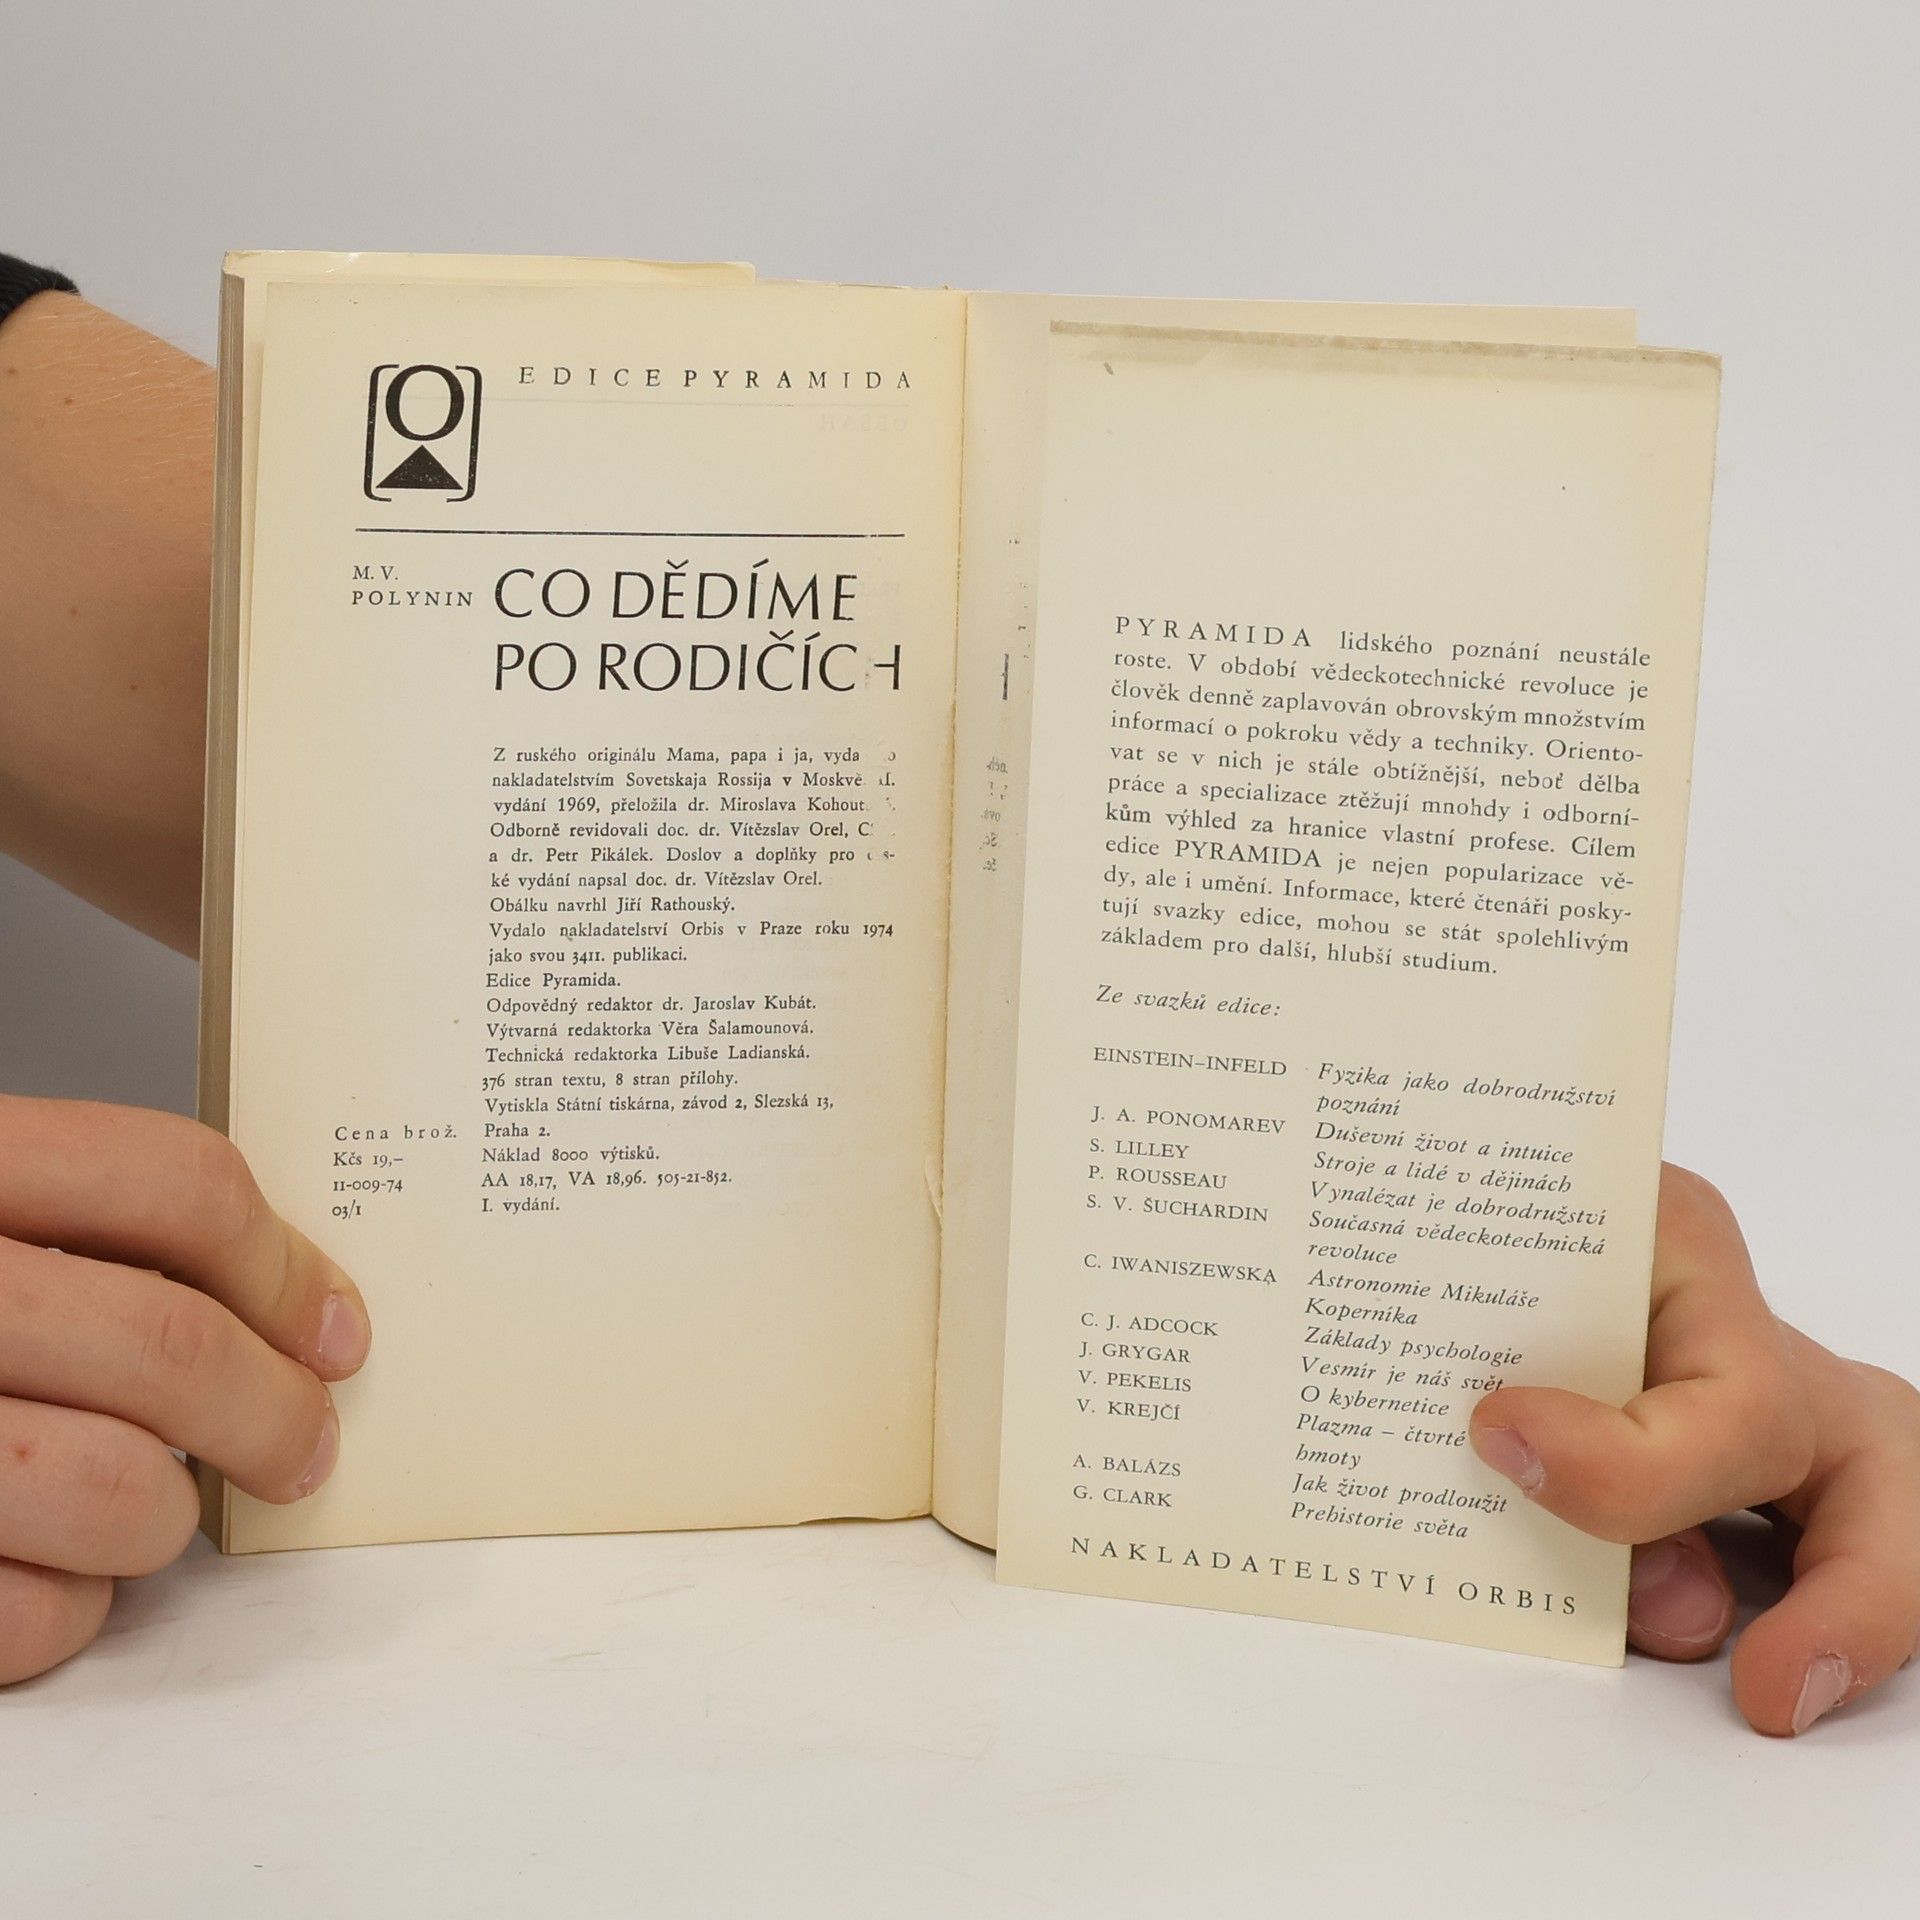 EDICE PYRAMIDA
M. V.
POLYNIN
CO DĚDÍME
PO RODIČÍCH
Z ruského originálu Mama, papa i ja,
nakladatelstvím Sovetskaja Rossija v Moskvě.
vydání 1969, přeložila dr. Miroslava
Odborně revidovali doc. dr. Vítězslav Orel,
a dr. Petr Pikálek. Doslov a doplňky pro
ké vydání napsal doc. dr. Vítězslav Orel.
Obálku navrhl Jiří Rathouský.
Vydalo nakladatelství Orbis v Praze roku 1974
jako svou 3411. publikaci.
Edice Pyramida.
Odpovědný redaktor dr. Jaroslav Kubát.
Výtvarná redaktorka Věra Šalamounová.
Technická redaktorka Libuše Ladianská.
376 stran textu, 8 stran přílohy.
Vytiskla Státní tiskárna, závod 2, Slezská 13,
Praha 2.
Náklad 8000 výtisků.
AA 18,17, VA 18,96. 505-21-852.
I. vydání.
Cena brož.
Kčs 19,–
11-009-74
03/1
PYRAMIDA lidského poznání neustále
roste. V období vědeckotechnické revoluce je
člověk denně zaplavován obrovským množstvím
informací o pokroku vědy a techniky. Oriento-
vat se v nich je stále obtížnější, neboť dělba
práce a specializace ztěžují mnohdy i odborní-
kům výhled za hranice vlastní profese. Cílem
edice PYRAMIDA je nejen popularizace vě-
dy, ale i umění. Informace, které čtenáři posky-
tují svazky edice, mohou se stát spolehlivým
základem pro další, hlubší studium.
Ze svazků edice:
EINSTEIN–INFELD Fyzika jako dobrodružství
poznání
J. A. PONOMAREV Duševní život a intuice
S. LILLEY Stroje a lidé v dějinách
P. ROUSSEAU Vynalézat je dobrodružství
S. V. ŠUCHARDIN Současná vědeckotechnická
revoluce
C. IWANISZEWSKA Astronomie Mikuláše
Koperníka
C. J. ADCOCK Základy psychologie
J. GRYGAR Vesmír je náš svět
V. PEKELIS O kybernetice
V. KREJČÍ Plazma – čtvrté
hmoty
A. BALÁZS Jak život prodloužit
G. CLARK Prehistorie světa
NAKLADATELSTVÍ ORBIS